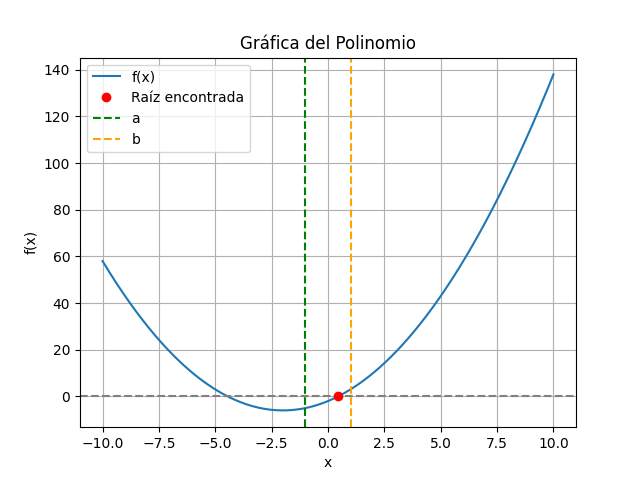 Gráfica del Polinomio
f(x)
Raíz encontrada
a
b
140
120
100
80
60
40
20
0
f(x)
−10.0 −7.5 −5.0 −2.5 0.0 2.5 5.0 7.5 10.0
x